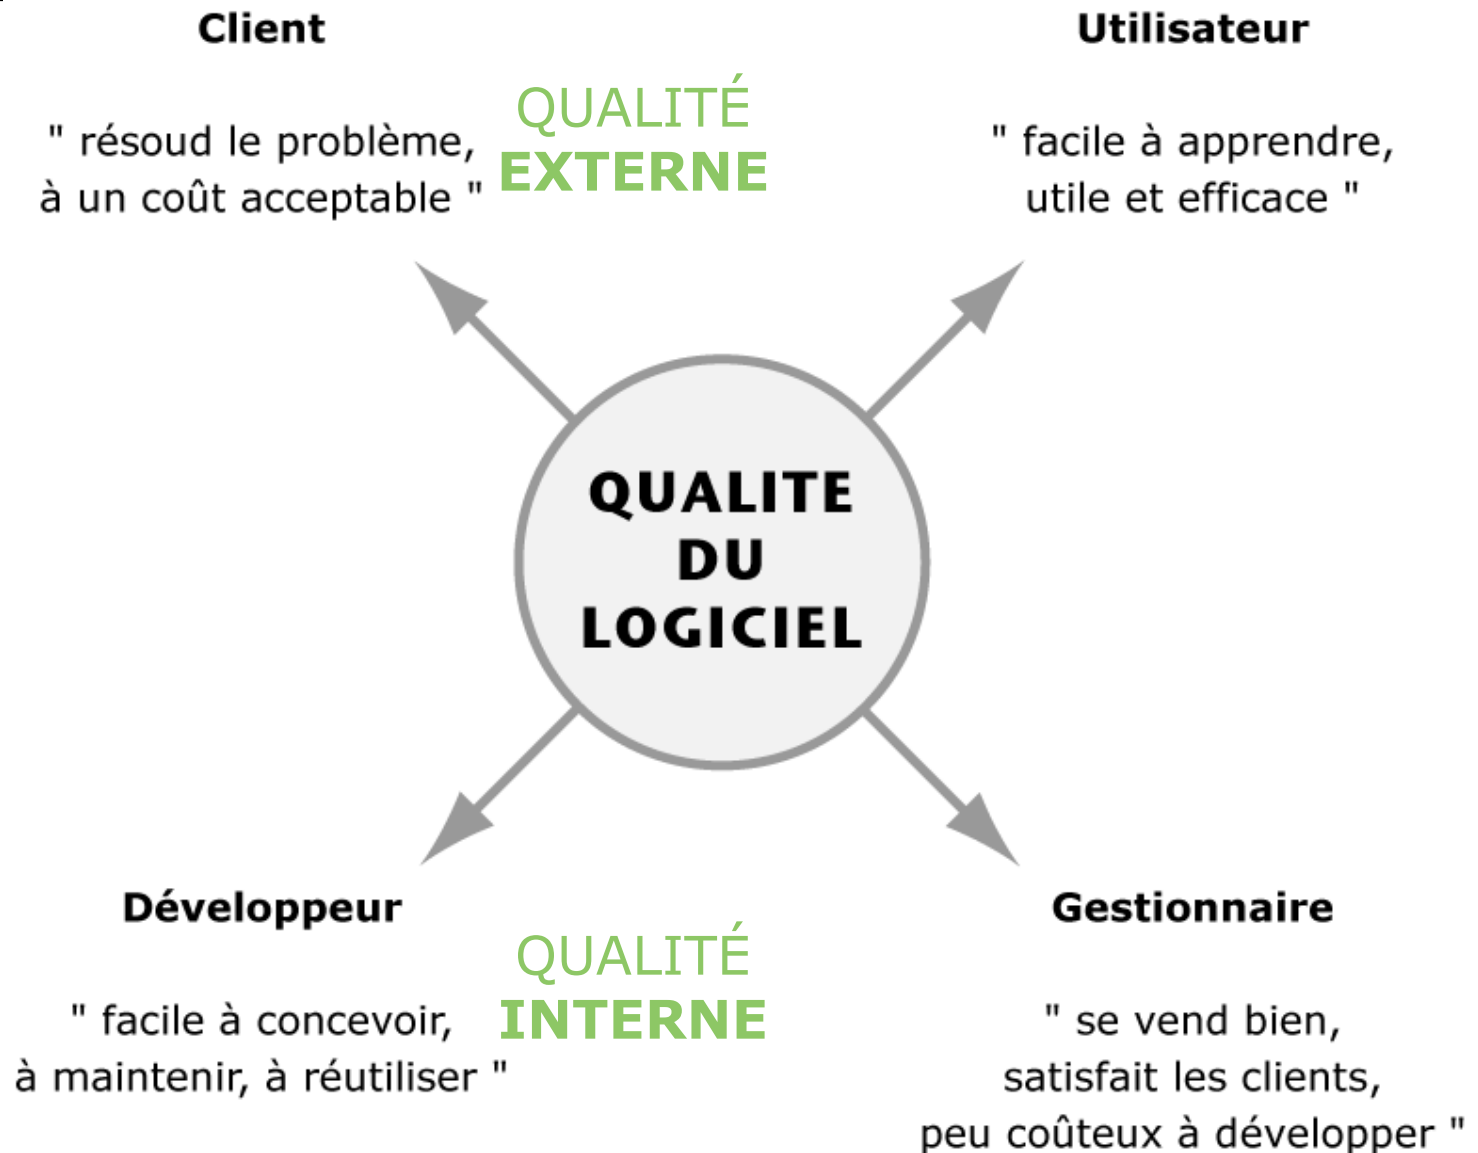 Client
" résoud le problème,
à un coût acceptable "
QUALITÉ
EXTERNE
Utilisateur
" facile à apprendre,
utile et efficace "
QUALITE
DU
LOGICIEL
Développeur
" facile à concevoir,
à maintenir, à réutiliser "
QUALITÉ
INTERNE
Gestionnaire
" se vend bien,
satisfait les clients,
peu coûteux à développer "